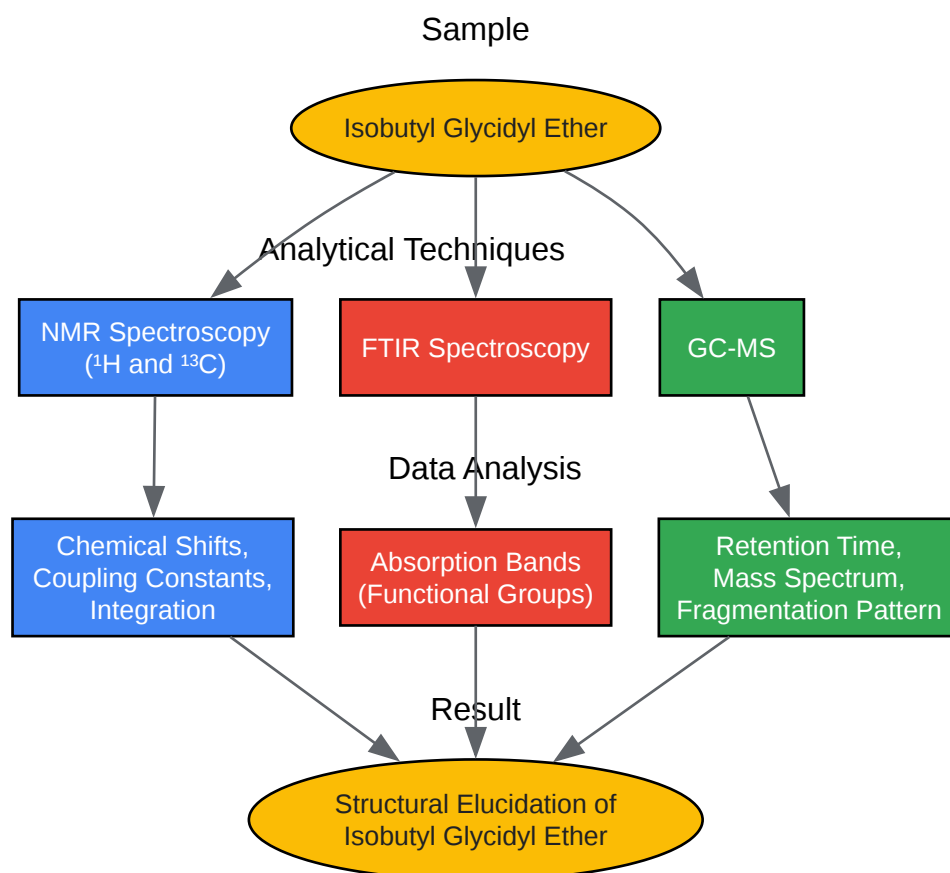 Sample
Isobutyl Glycidyl Ether
Analytical Techniques
NMR Spectroscopy
(¹H and ¹³C)
FTIR Spectroscopy
GC-MS
Data Analysis
Chemical Shifts,
Coupling Constants,
Integration
Absorption Bands
(Functional Groups)
Retention Time,
Mass Spectrum,
Fragmentation Pattern
Result
Structural Elucidation of
Isobutyl Glycidyl Ether